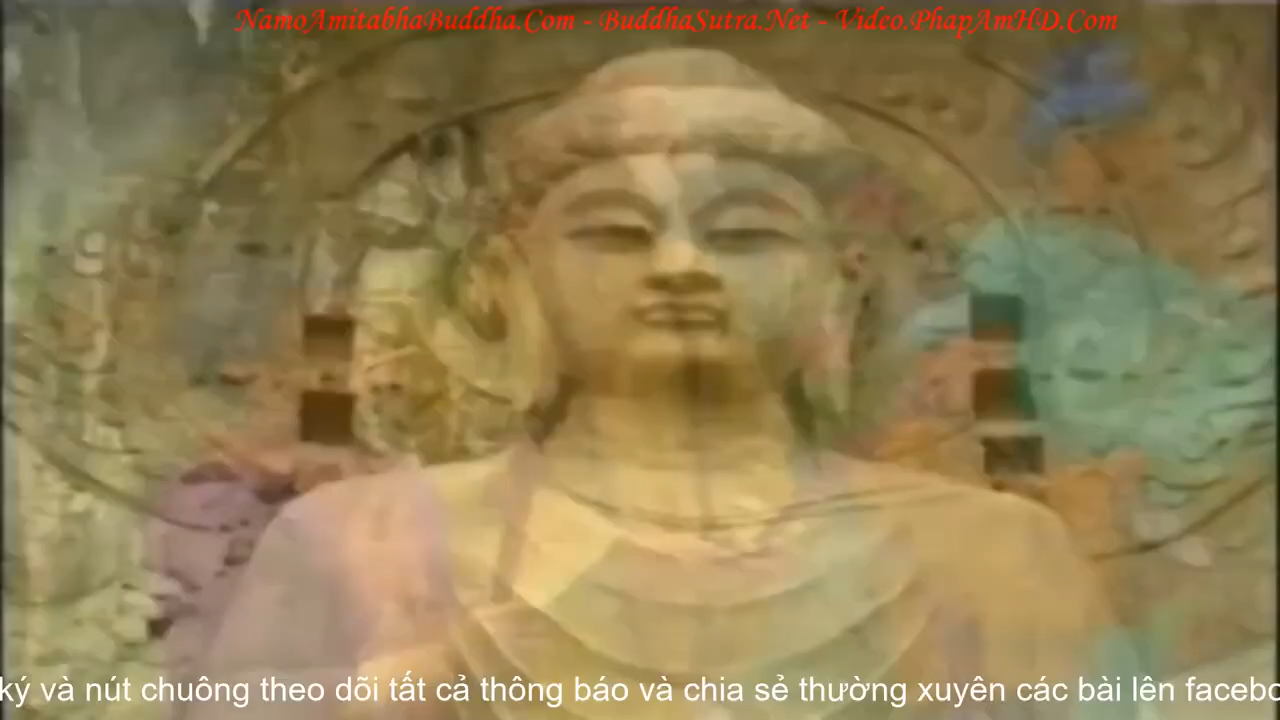 NamoAmitabhaBuddha.Com - BuddhaSutra.Net - Video.PhapAmHD.Com
ký và nút chuông theo dõi tất cả thông báo và chia sẻ thường xuyên các bài lên facebo